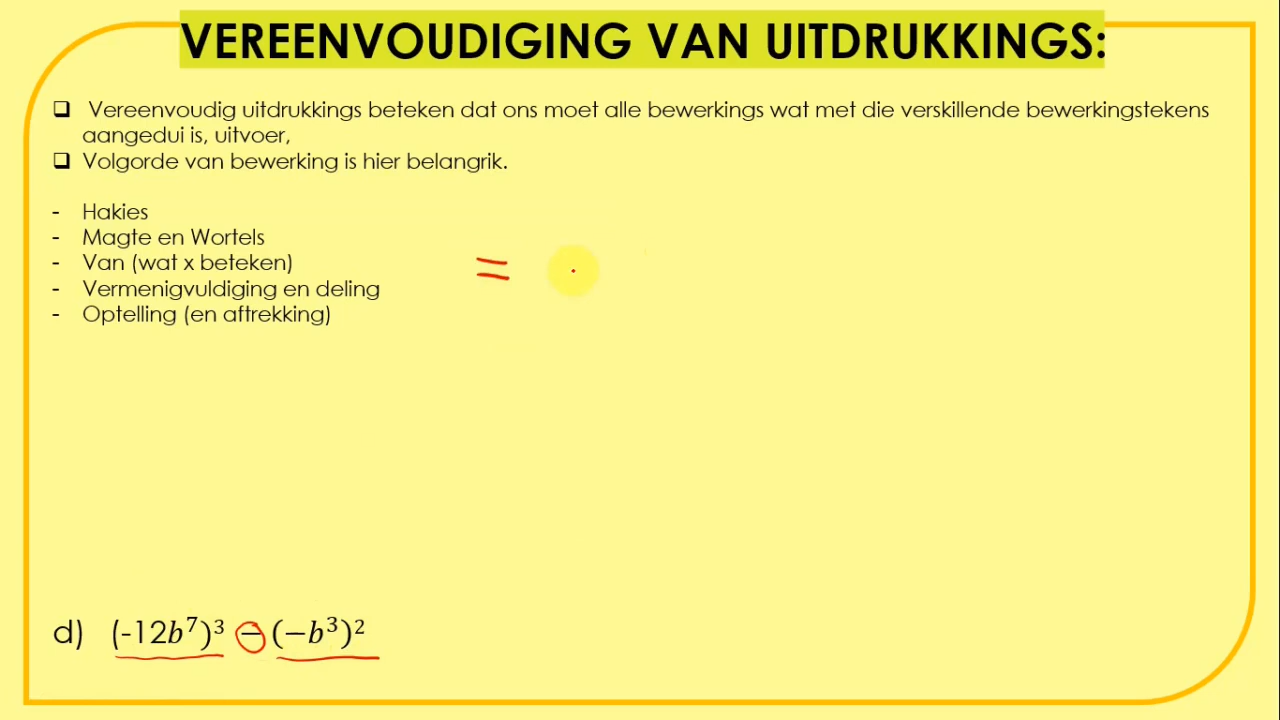 VEREENVOUDIGING VAN UITDRUKKINGS:
❑ Vereenvoudig uitdrukkings beteken dat ons moet alle bewerkings wat met die verskillende bewerkingstekens
aangedui is, uitvoer,
❑ Volgorde van bewerking is hier belangrik.
- Hakies
- Magte en Wortels
- Van (wat x beteken)
- Vermenigvuldiging en deling
- Optelling (en aftrekking)
=
d) (-12b⁷)³ − (−b³)²